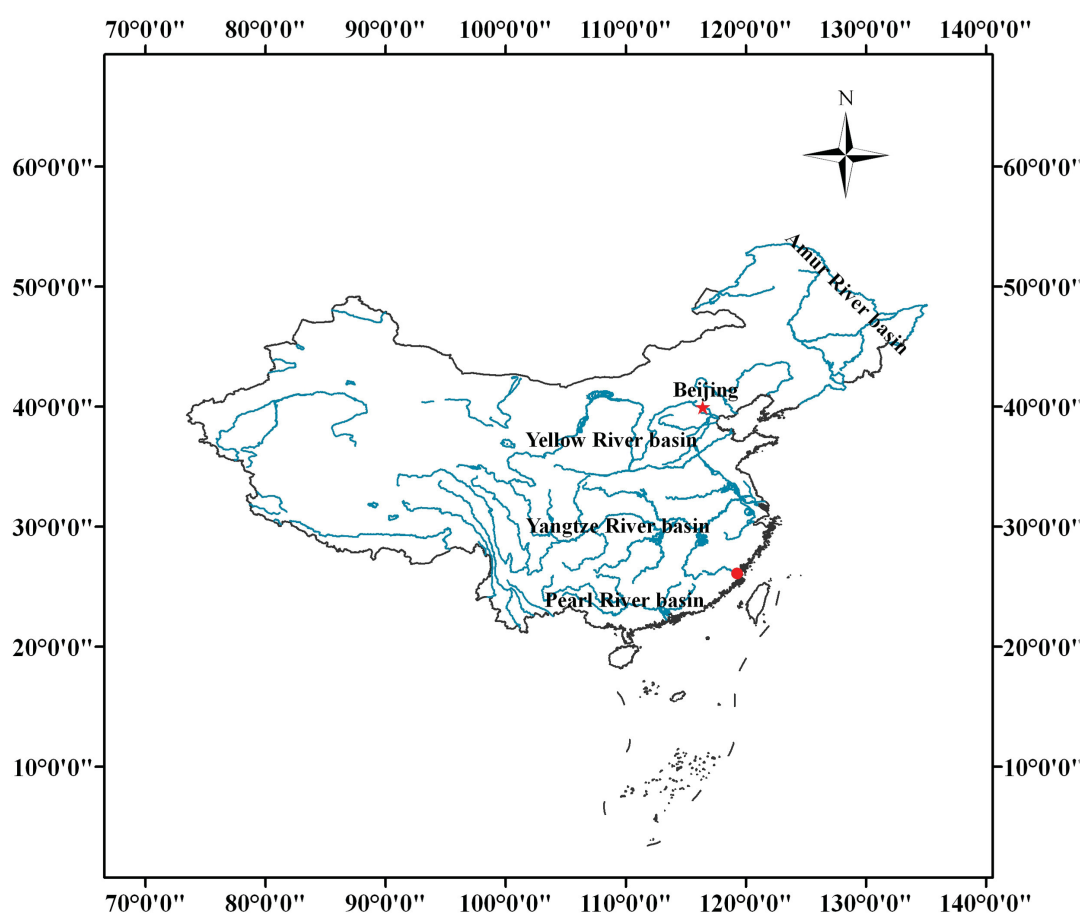 70°0'0" 80°0'0" 90°0'0" 100°0'0" 110°0'0" 120°0'0" 130°0'0" 140°0'0"
N
60°0'0" 60°0'0"
Amur River basin
50°0'0" 50°0'0"
Beijing
40°0'0" 40°0'0"
Yellow River basin
Yangtze River basin
30°0'0" 30°0'0"
Pearl River basin
20°0'0" 20°0'0"
10°0'0" 10°0'0"
70°0'0" 80°0'0" 90°0'0" 100°0'0" 110°0'0" 120°0'0" 130°0'0" 140°0'0"